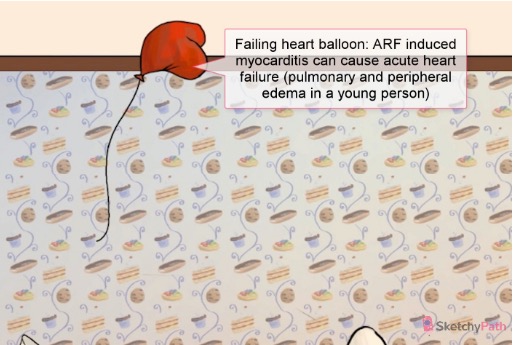 Failing heart balloon: ARF induced
myocarditis can cause acute heart
failure (pulmonary and peripheral
edema in a young person)
SketchyPath